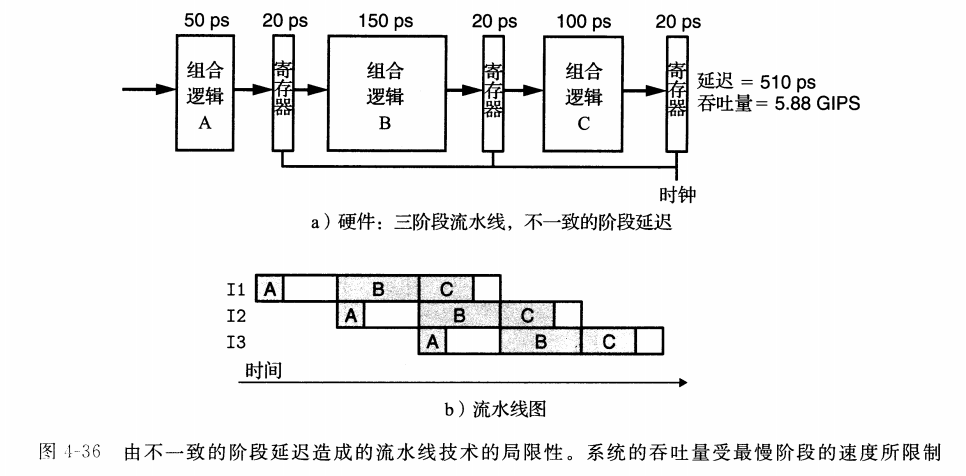 50 ps 20 ps 150 ps 20 ps 100 ps 20 ps
组合逻辑 A
寄存器
组合逻辑 B
寄存器
组合逻辑 C
寄存器
延迟 = 510 ps
吞吐量 = 5.88 GIPS
时钟
a）硬件：三阶段流水线，不一致的阶段延迟
I1 A B C
I2 A B C
I3 A B C
时间
b）流水线图
图 4-36 由不一致的阶段延迟造成的流水线技术的局限性。系统的吞吐量受最慢阶段的速度所限制